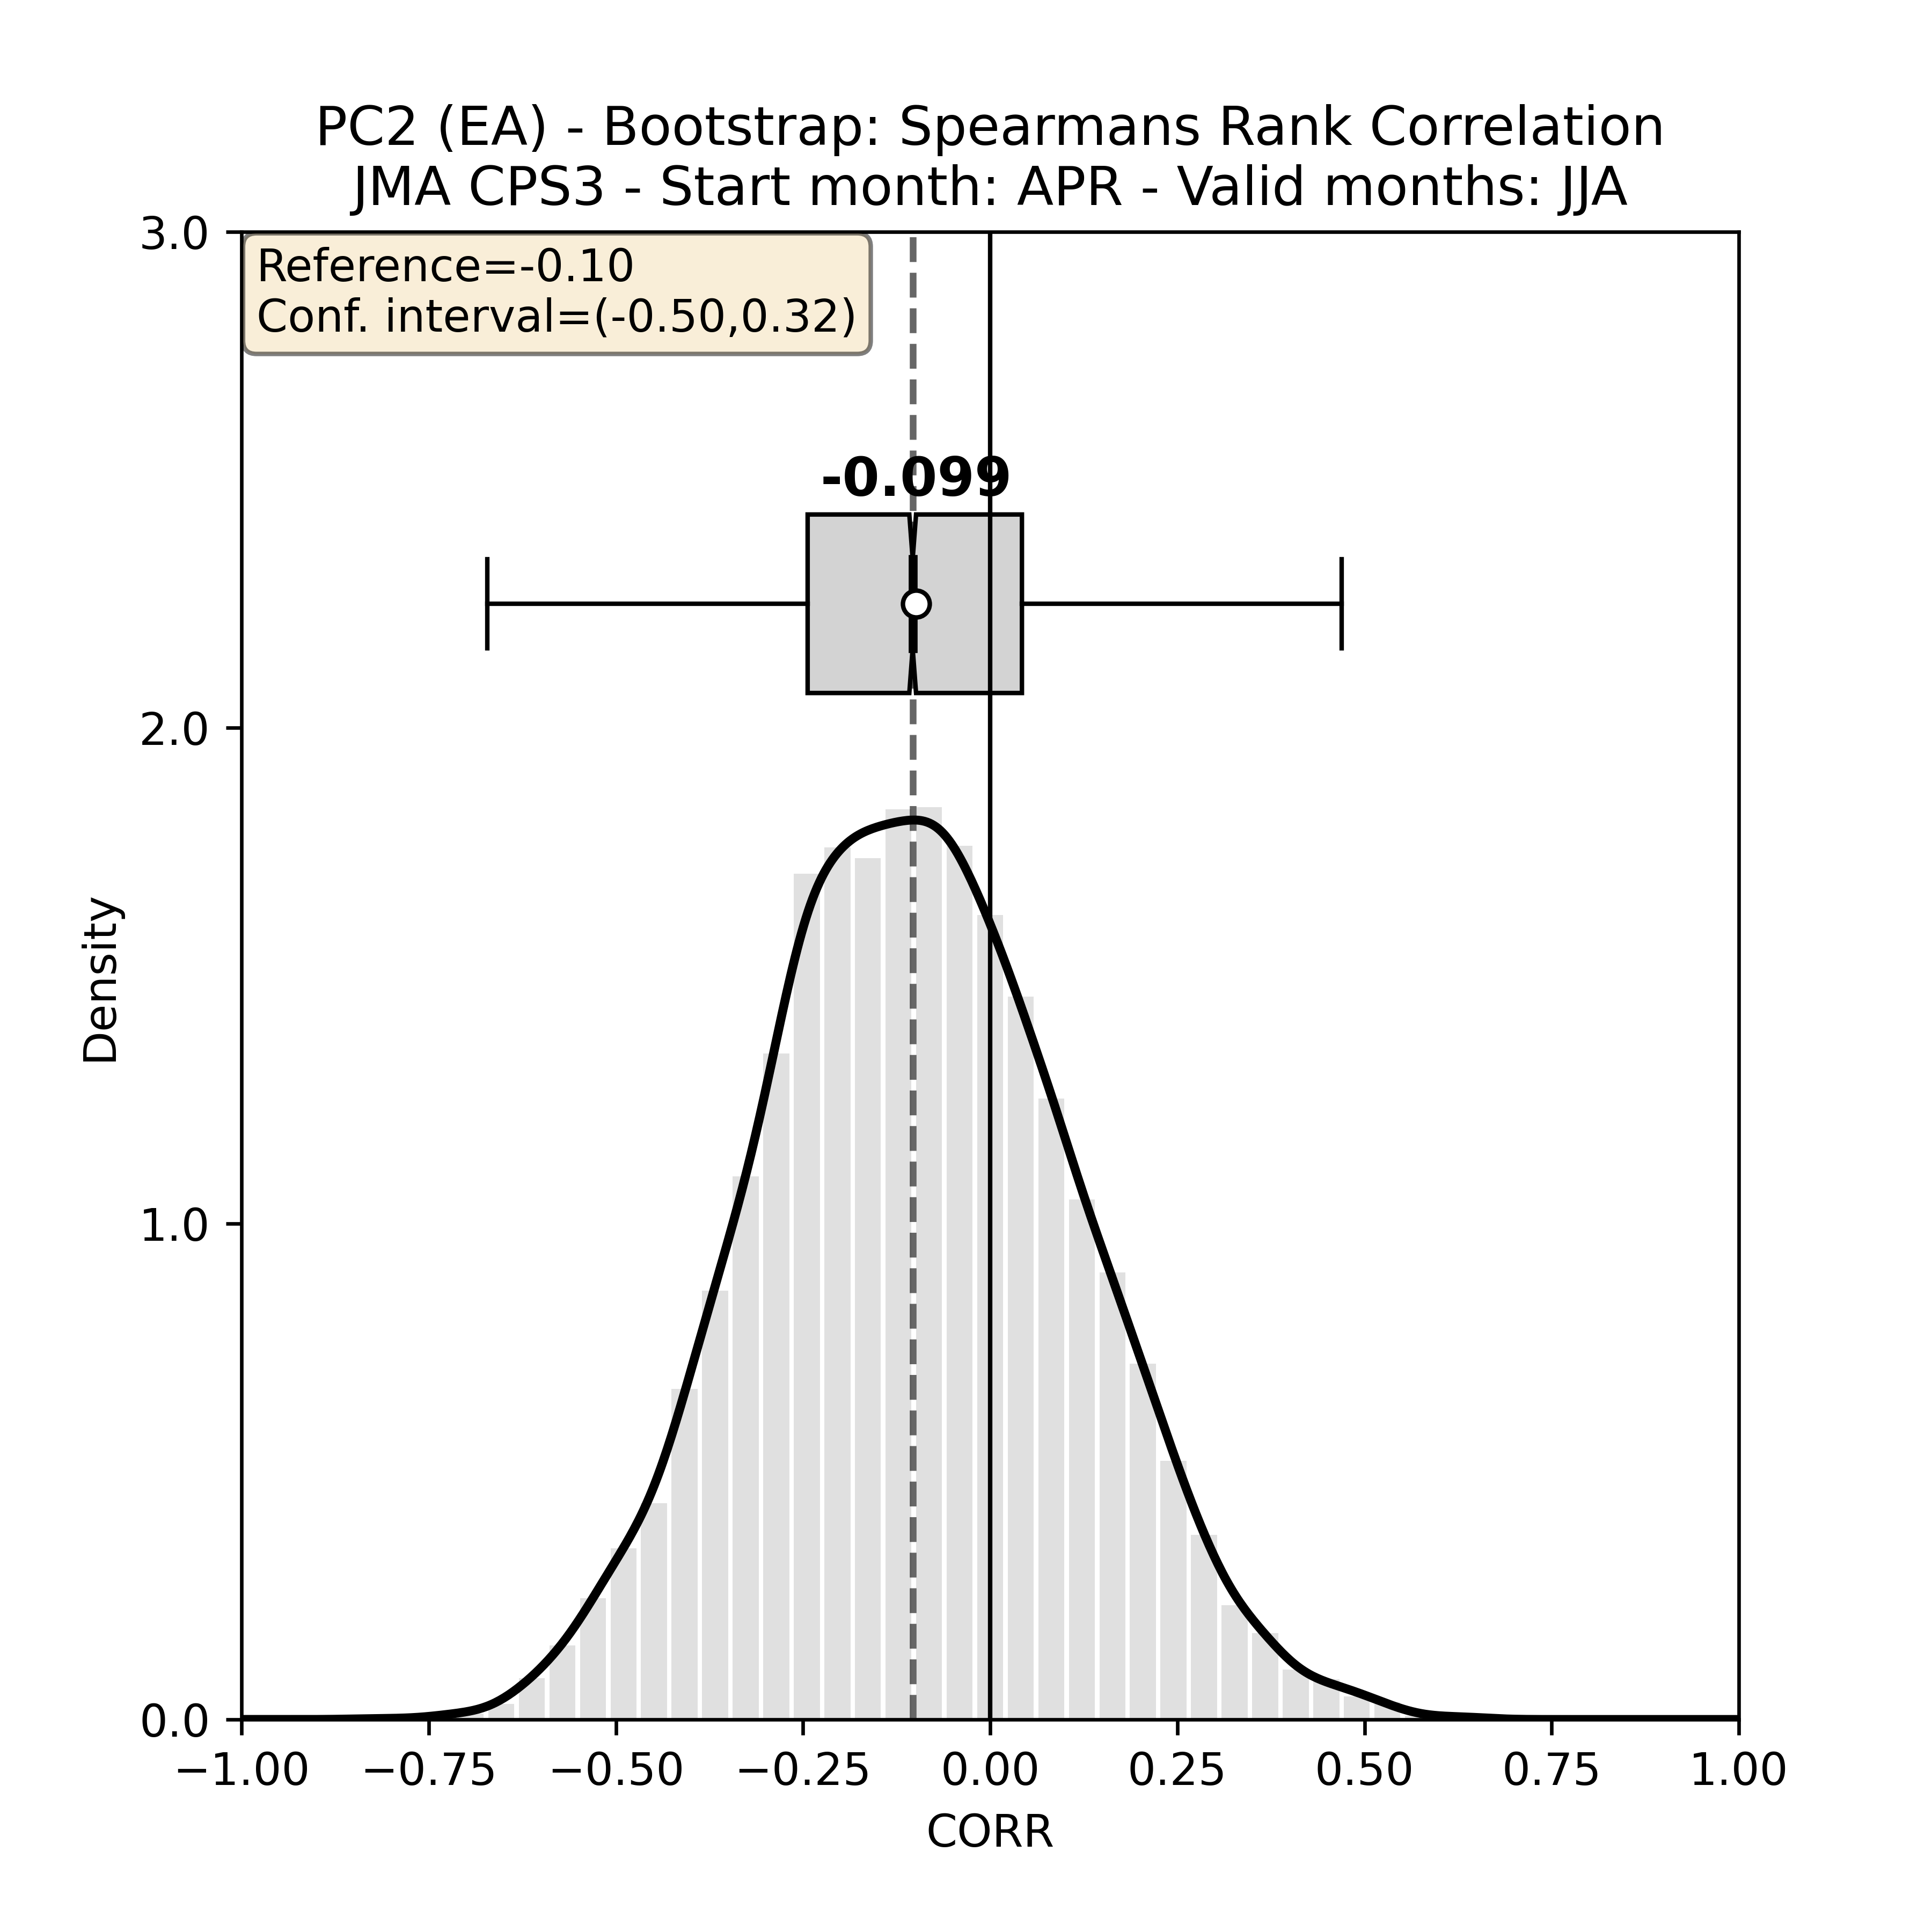 PC2 (EA) - Bootstrap: Spearmans Rank Correlation
JMA CPS3 - Start month: APR - Valid months: JJA
3.0
Reference=-0.10
Conf. interval=(-0.50,0.32)
-0.099
2.0
Density
1.0
0.0
−1.00 −0.75 −0.50 −0.25 0.00 0.25 0.50 0.75 1.00
CORR